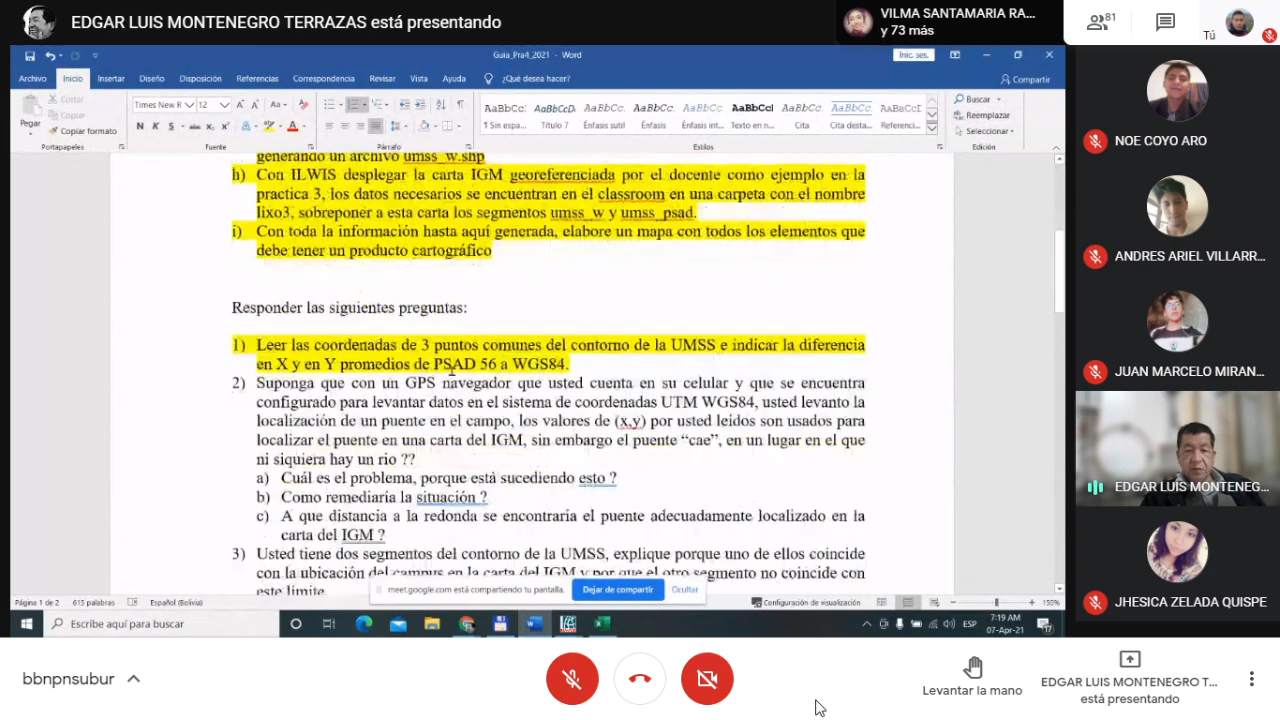 EDGAR LUIS MONTENEGRO TERRAZAS está presentando
VILMA SANTAMARIA RA...
y 73 más
81
Tú
Guia_Pra4_2021 - Word
Inic. ses.
Archivo Inicio Insertar Diseño Disposición Referencias Correspondencia Revisar Vista Ayuda ¿Qué desea hacer? Compartir
Pegar
Cortar
Copiar
Copiar formato
Portapapeles
Times New R 12
N K S abc x₂ x²
Fuente
Párrafo
AaBbCc: AaBbCcDc AaBbCc. AaBbCc. AaBbCc. AaBbCc AaBbCc. AaBbCc. AaBbCcD
¶ Sin espa... Título 7 Énfasis sutil Énfasis Énfasis int... Texto en n... Cita Cita desta... Referenci...
Estilos
Buscar
Reemplazar
Seleccionar
Edición
generando un archivo umss_w.shp
h) Con ILWIS desplegar la carta IGM georeferenciada por el docente como ejemplo en la
practica 3, los datos necesarios se encuentran en el classroom en una carpeta con el nombre
lixo3, sobreponer a esta carta los segmentos umss_w y umss_psad.
i) Con toda la información hasta aquí generada, elabore un mapa con todos los elementos que
debe tener un producto cartográfico
Responder las siguientes preguntas:
1) Leer las coordenadas de 3 puntos comunes del contorno de la UMSS e indicar la diferencia
en X y en Y promedios de PSAD 56 a WGS84.
2) Suponga que con un GPS navegador que usted cuenta en su celular y que se encuentra
configurado para levantar datos en el sistema de coordenadas UTM WGS84, usted levanto la
localización de un puente en el campo, los valores de (x,y) por usted leídos son usados para
localizar el puente en una carta del IGM, sin embargo el puente “cae”, en un lugar en el que
ni siquiera hay un rio ??
a) Cuál es el problema, porque está sucediendo esto ?
b) Como remediaría la situación ?
c) A que distancia a la redonda se encontraría el puente adecuadamente localizado en la
carta del IGM ?
3) Usted tiene dos segmentos del contorno de la UMSS, explique porque uno de ellos coincide
con la ubicación del campus en la carta del IGM y por que el otro segmento no coincide con
este límite
meet.google.com está compartiendo tu pantalla. Dejar de compartir Ocultar
Página 1 de 2 615 palabras Español (Bolivia) Configuración de visualización 150%
Escribe aquí para buscar
ESP
7:19 AM
07-Apr-21
17
NOE COYO ARO
ANDRES ARIEL VILLARR...
JUAN MARCELO MIRAN...
EDGAR LUIS MONTENEG...
JHESICA ZELADA QUISPE
bbnpnsubur
Levantar la mano
EDGAR LUIS MONTENEGRO T...
está presentando